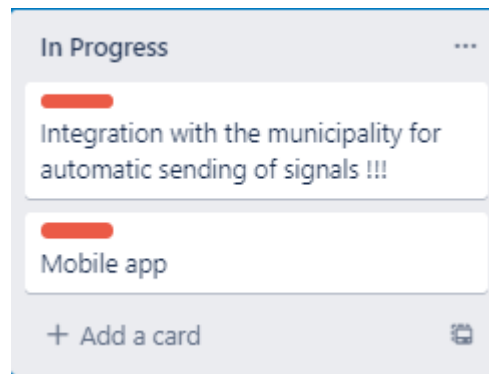 In Progress
Integration with the municipality for
automatic sending of signals !!!
Mobile app
+ Add a card